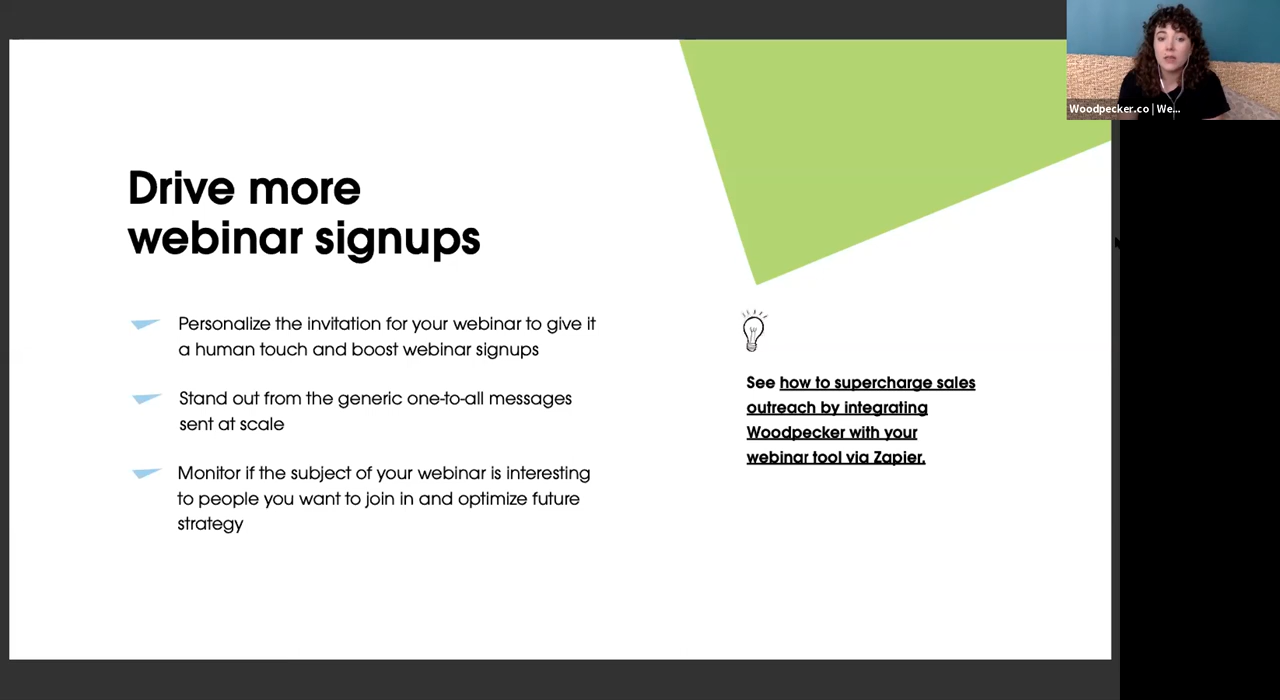 Woodpecker.co | We...
Drive more
webinar signups
Personalize the invitation for your webinar to give it
a human touch and boost webinar signups
Stand out from the generic one-to-all messages
sent at scale
Monitor if the subject of your webinar is interesting
to people you want to join in and optimize future
strategy
See how to supercharge sales
outreach by integrating
Woodpecker with your
webinar tool via Zapier.